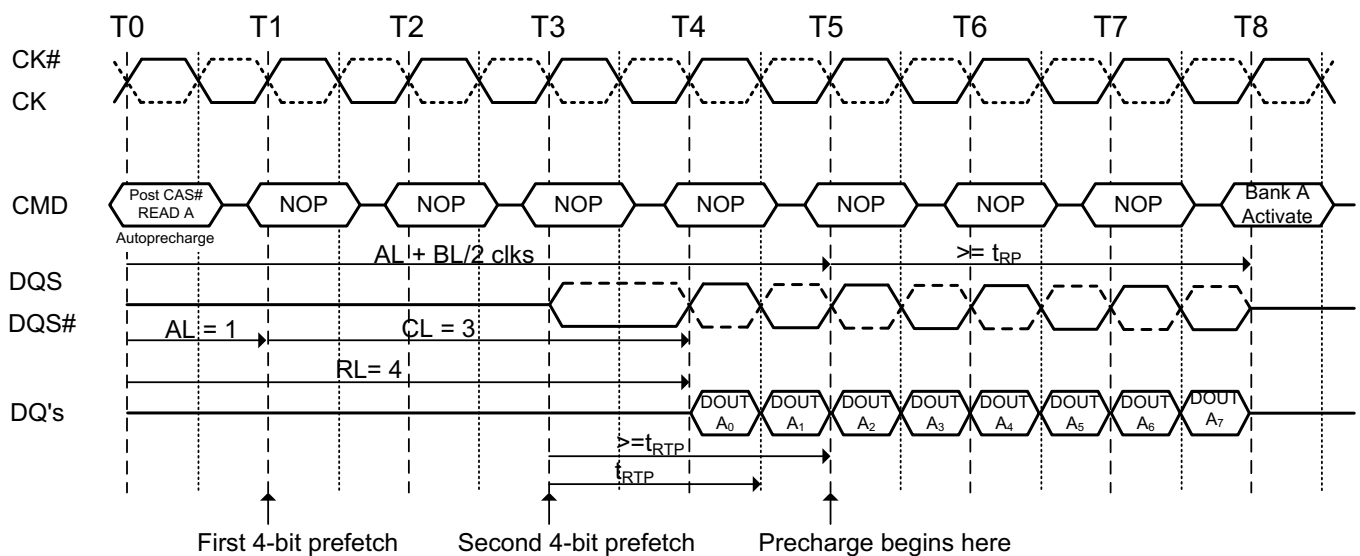 T0 T1 T2 T3 T4 T5 T6 T7 T8
CK#
CK
CMD
Post CAS#
READ A
NOP NOP NOP NOP NOP NOP NOP
Bank A
Activate
Autoprecharge
AL + BL/2 clks
>= tRP
DQS
DQS#
AL = 1
CL = 3
RL= 4
DQ's
DOUT A0
DOUT A1
DOUT A2
DOUT A3
DOUT A4
DOUT A5
DOUT A6
DOUT A7
>=tRTP
tRTP
First 4-bit prefetch
Second 4-bit prefetch
Precharge begins here